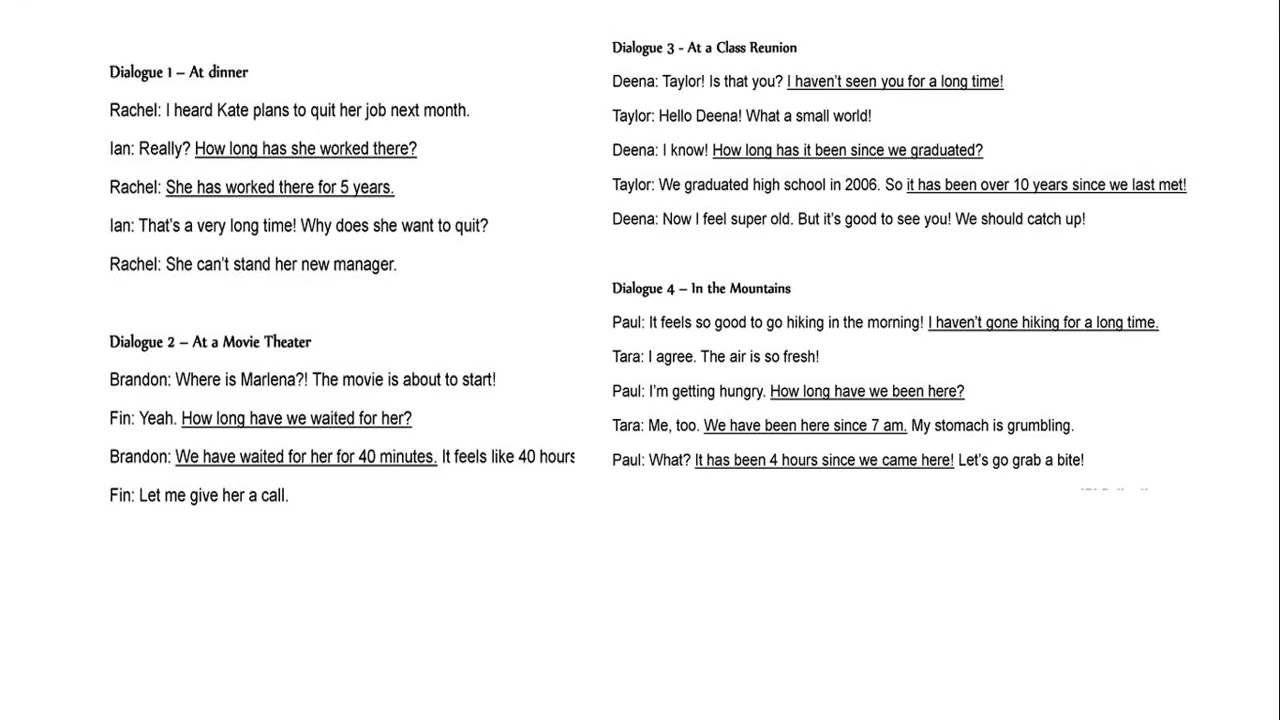 Dialogue 1 – At dinner
Rachel: I heard Kate plans to quit her job next month.
Ian: Really? How long has she worked there?
Rachel: She has worked there for 5 years.
Ian: That's a very long time! Why does she want to quit?
Rachel: She can't stand her new manager.
Dialogue 2 – At a Movie Theater
Brandon: Where is Marlena?! The movie is about to start!
Fin: Yeah. How long have we waited for her?
Brandon: We have waited for her for 40 minutes. It feels like 40 hours
Fin: Let me give her a call.
Dialogue 3 - At a Class Reunion
Deena: Taylor! Is that you? I haven't seen you for a long time!
Taylor: Hello Deena! What a small world!
Deena: I know! How long has it been since we graduated?
Taylor: We graduated high school in 2006. So it has been over 10 years since we last met!
Deena: Now I feel super old. But it's good to see you! We should catch up!
Dialogue 4 – In the Mountains
Paul: It feels so good to go hiking in the morning! I haven't gone hiking for a long time.
Tara: I agree. The air is so fresh!
Paul: I'm getting hungry. How long have we been here?
Tara: Me, too. We have been here since 7 am. My stomach is grumbling.
Paul: What? It has been 4 hours since we came here! Let's go grab a bite!